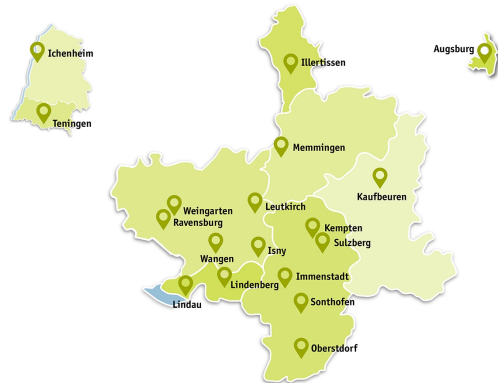 Ichenheim
Teningen
Illertissen
Augsburg
Memmingen
Kaufbeuren
Weingarten
Ravensburg
Leutkirch
Wangen
Isny
Kempten
Sulzberg
Lindau
Lindenberg
Immenstadt
Sonthofen
Oberstdorf